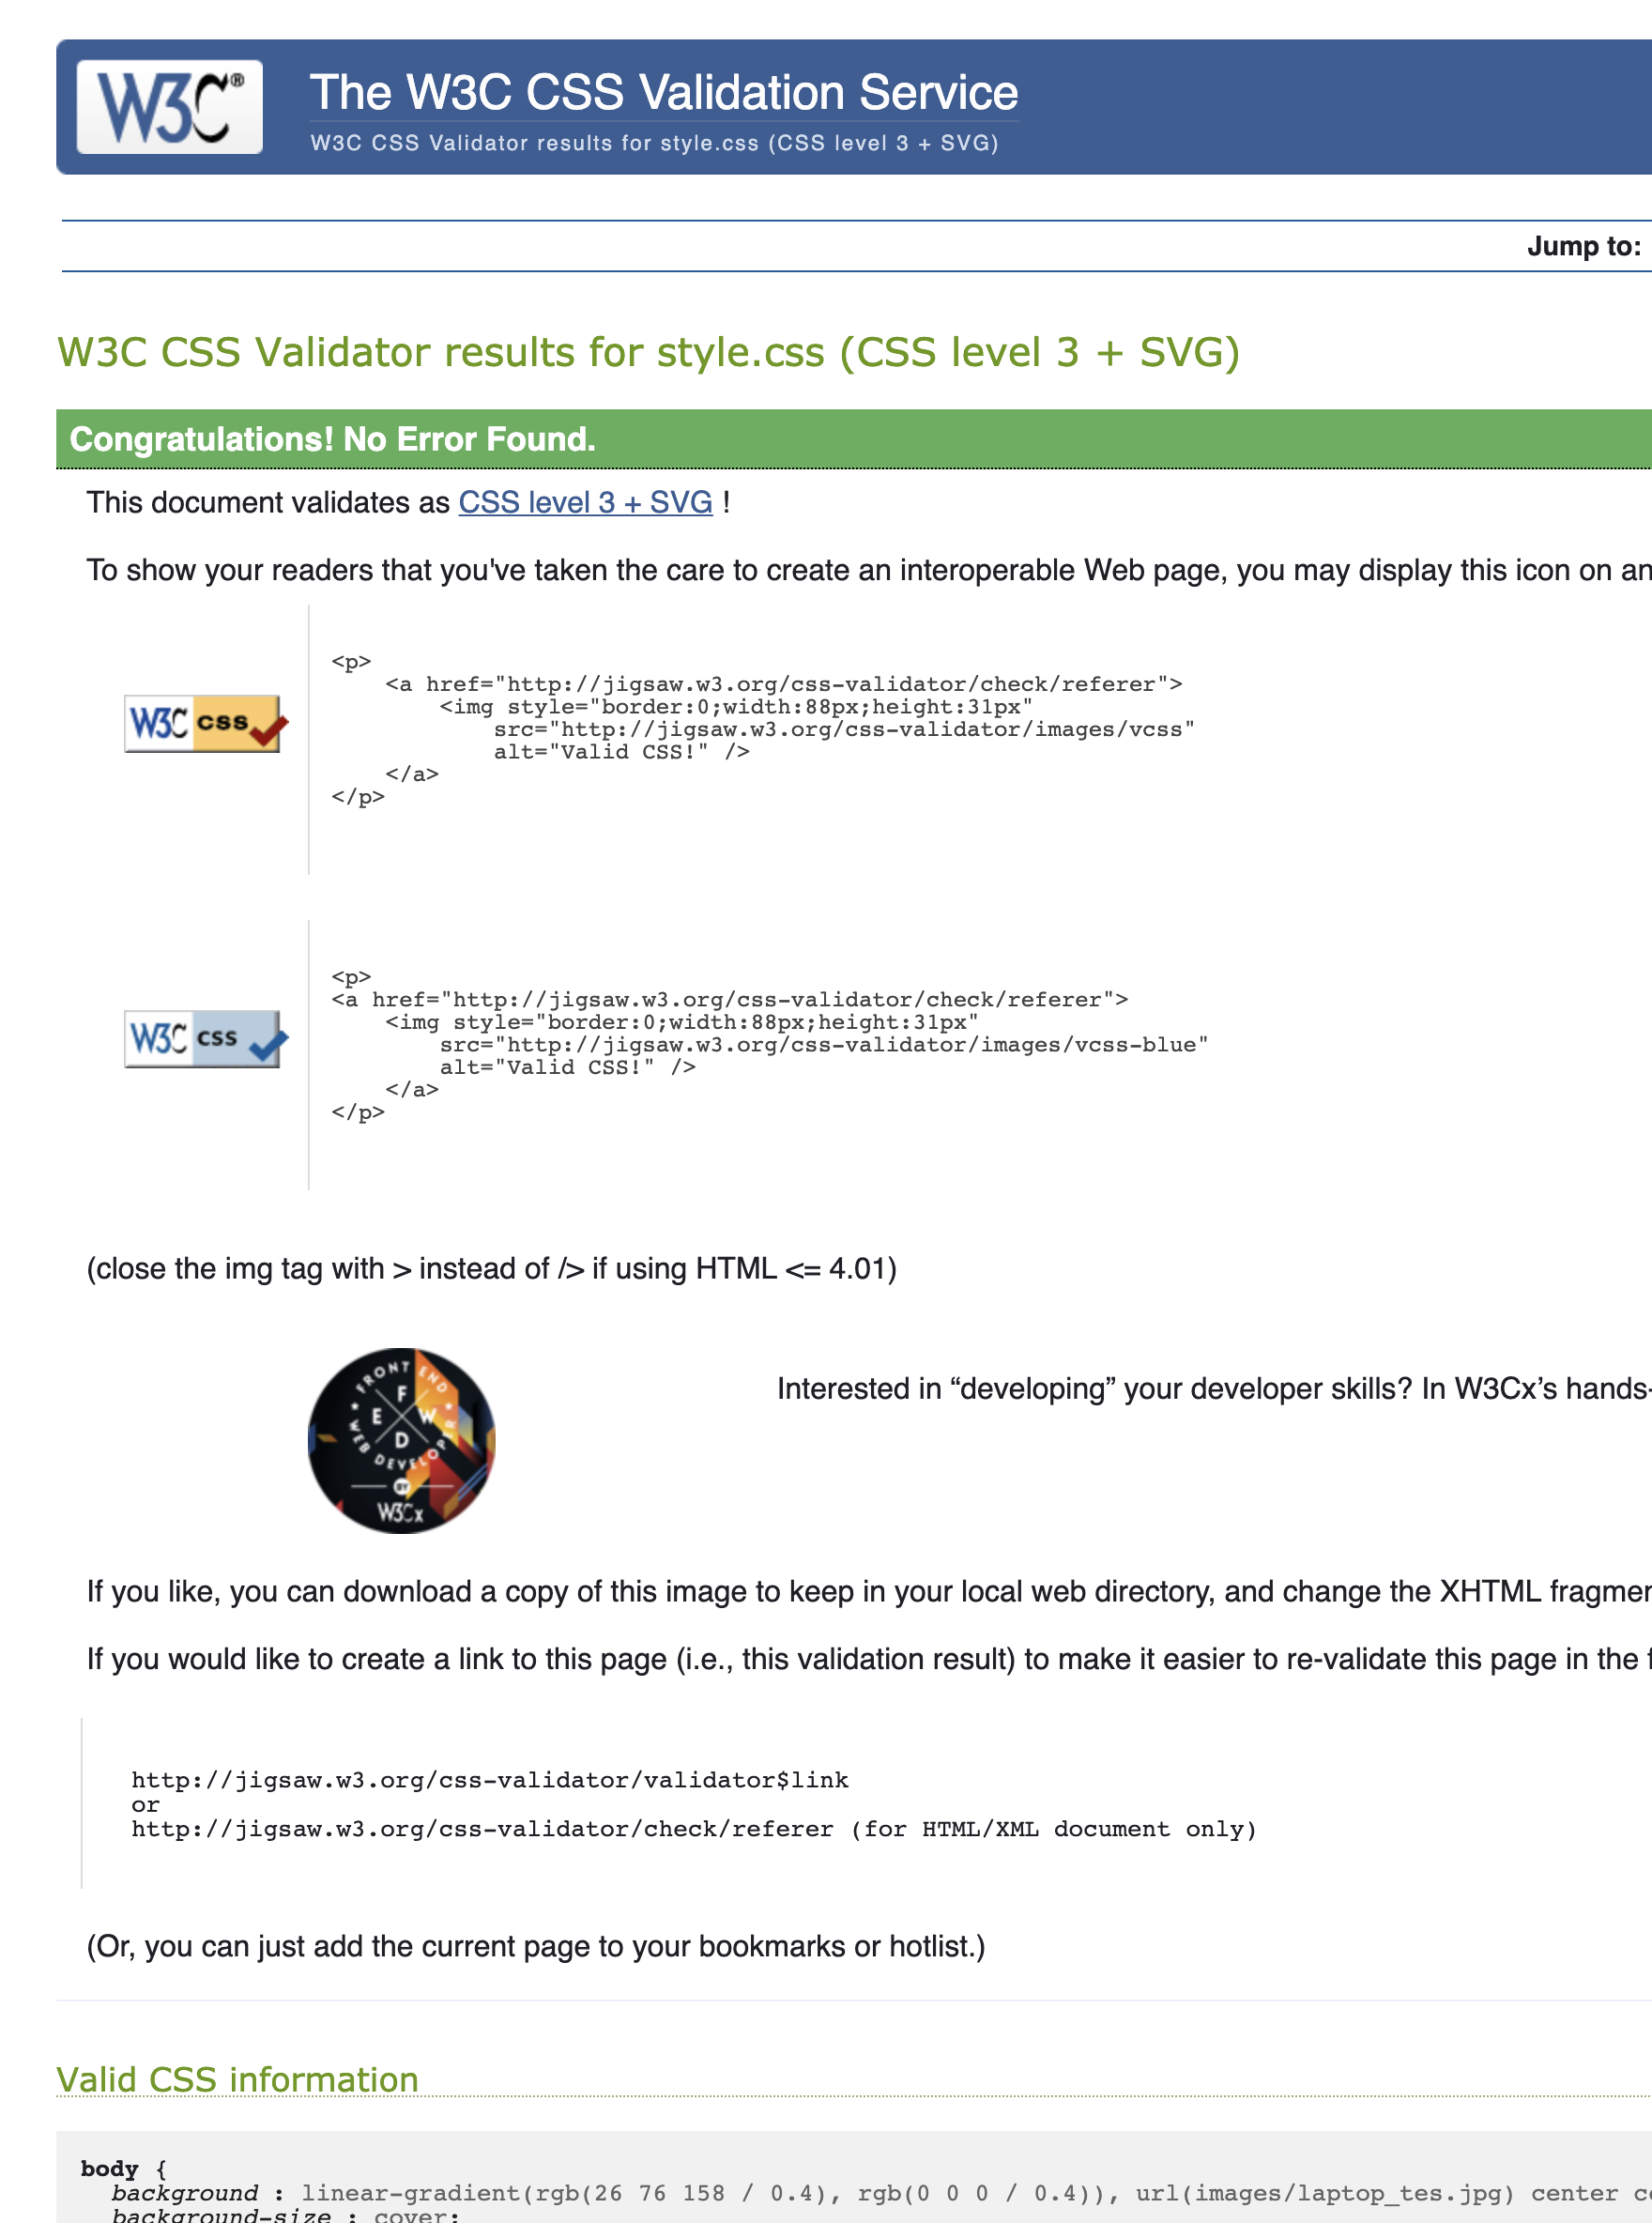 W3C®
The W3C CSS Validation Service
W3C CSS Validator results for style.css (CSS level 3 + SVG)
Jump to:
W3C CSS Validator results for style.css (CSS level 3 + SVG)
Congratulations! No Error Found.
This document validates as CSS level 3 + SVG !
To show your readers that you've taken the care to create an interoperable Web page, you may display this icon on an
<p>
<a href="http://jigsaw.w3.org/css-validator/check/referer">
<img style="border:0;width:88px;height:31px"
W3C css
src="http://jigsaw.w3.org/css-validator/images/vcss"
alt="Valid CSS!" />
</a>
</p>
<p>
<a href="http://jigsaw.w3.org/css-validator/check/referer">
<img style="border:0;width:88px;height:31px"
W3C css
src="http://jigsaw.w3.org/css-validator/images/vcss-blue"
alt="Valid CSS!" />
</a>
</p>
(close the img tag with > instead of /> if using HTML <= 4.01)
FRONT END
F
E W
D
WEB DEVELOPER
BY
W3Cx
Interested in “developing” your developer skills? In W3Cx’s hands-
If you like, you can download a copy of this image to keep in your local web directory, and change the XHTML fragmen
If you would like to create a link to this page (i.e., this validation result) to make it easier to re-validate this page in the f
http://jigsaw.w3.org/css-validator/validator$link
or
http://jigsaw.w3.org/css-validator/check/referer (for HTML/XML document only)
(Or, you can just add the current page to your bookmarks or hotlist.)
Valid CSS information
body {
background : linear-gradient(rgb(26 76 158 / 0.4), rgb(0 0 0 / 0.4)), url(images/laptop_tes.jpg) center co
background-size : cover;